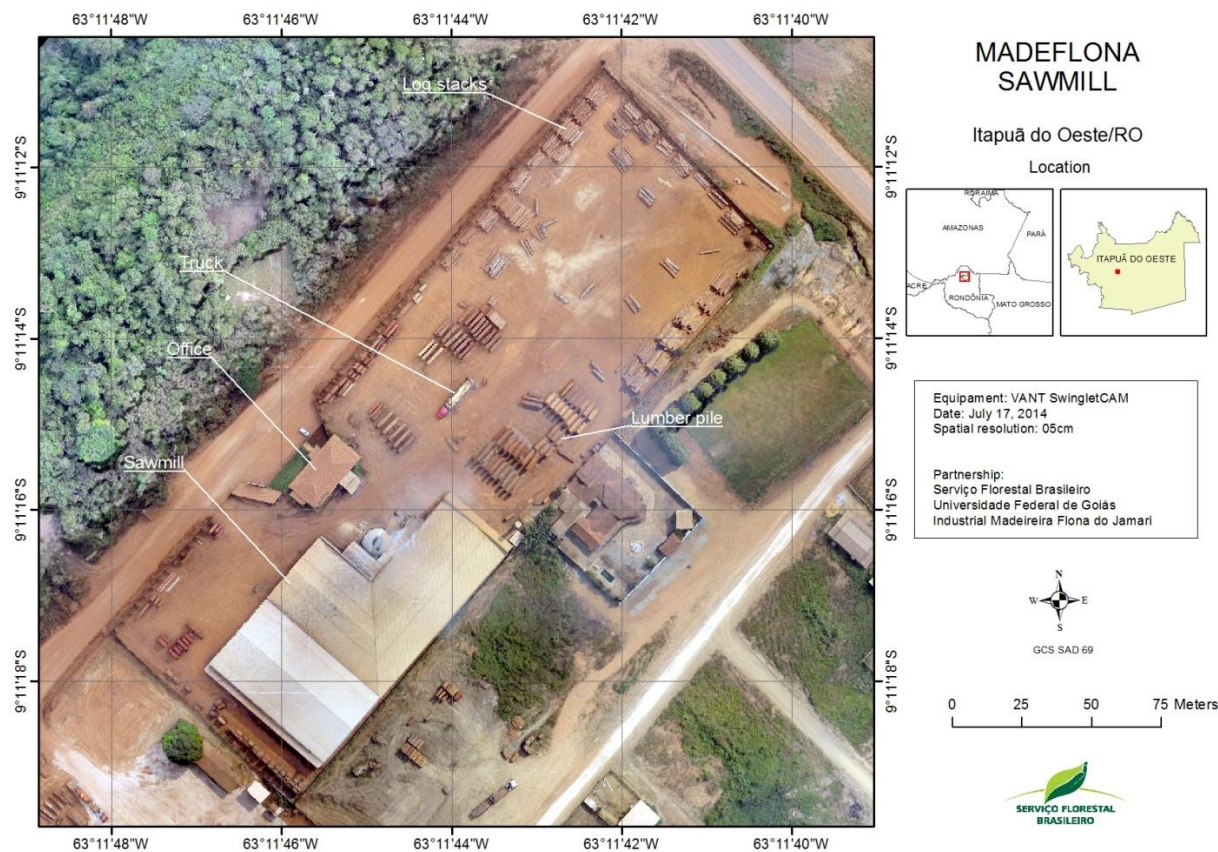 63°11'48"W 63°11'46"W 63°11'44"W 63°11'42"W 63°11'40"W
9°11'12"S
9°11'14"S
9°11'16"S
9°11'18"S
Log stacks
Truck
Office
Sawmill
Lumber pile
9°11'12"S
9°11'14"S
9°11'16"S
9°11'18"S
63°11'48"W 63°11'46"W 63°11'44"W 63°11'42"W 63°11'40"W
MADEFLONA
SAWMILL
Itapuã do Oeste/RO
Location
RORAIMA
AMAZONAS
PARÁ
ACRE
RONDÔNIA
MATO GROSSO
ITAPUÃ DO OESTE
Equipament: VANT SwingletCAM
Date: July 17, 2014
Spatial resolution: 05cm
Partnership:
Serviço Florestal Brasileiro
Universidade Federal de Goiás
Industrial Madeireira Flona do Jamari
N
W E
S
GCS SAD 69
0 25 50 75 Meters
SERVIÇO FLORESTAL
BRASILEIRO